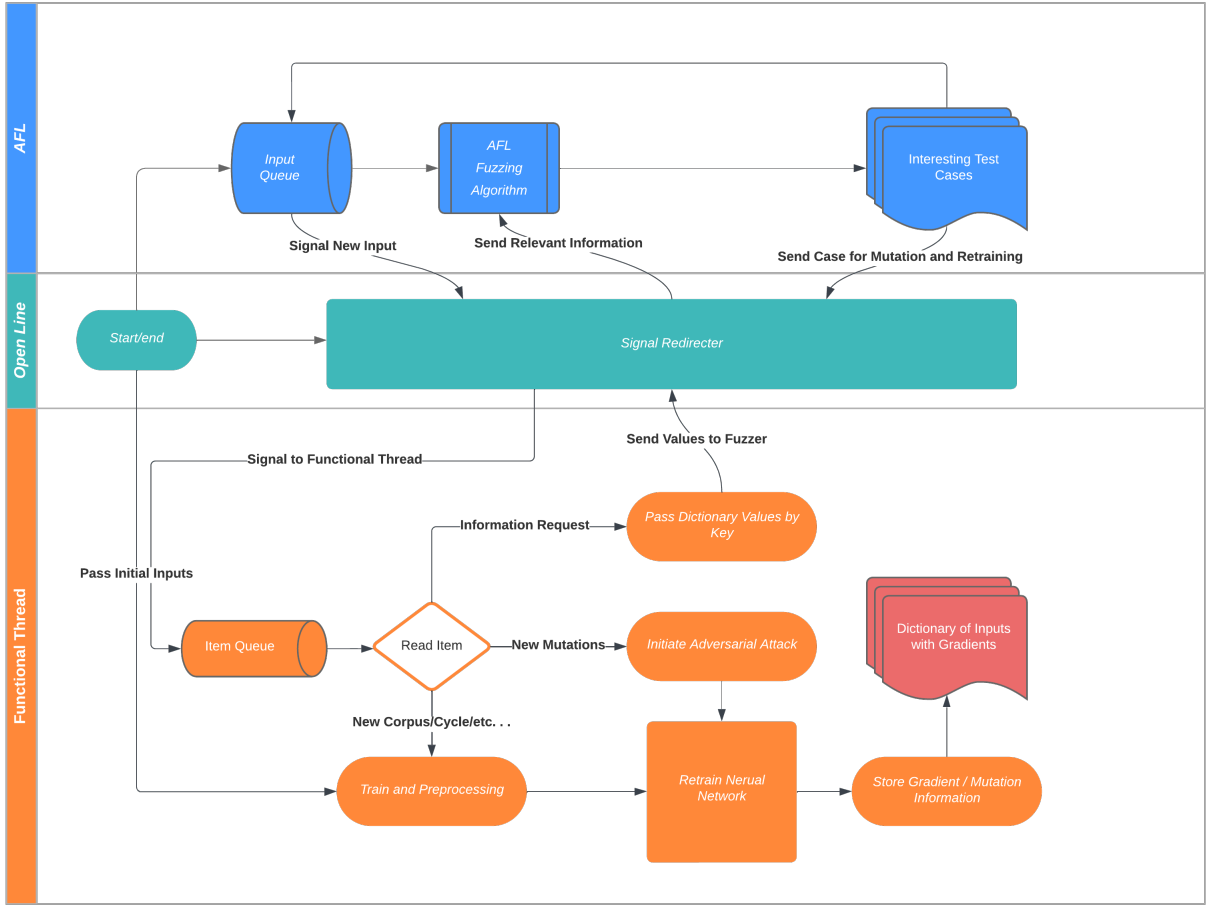 AFL
Input
Queue
AFL
Fuzzing
Algorithm
Interesting Test
Cases
Signal New Input
Send Relevant Information
Send Case for Mutation and Retraining
Open Line
Start/end
Signal Redirecter
Functional Thread
Send Values to Fuzzer
Signal to Functional Thread
Information Request
Pass Dictionary Values by
Key
Pass Initial Inputs
Item Queue
Read Item
New Mutations
Initiate Adversarial Attack
Dictionary of Inputs
with Gradients
New Corpus/Cycle/etc. . .
Train and Preprocessing
Retrain Nerual
Network
Store Gradient / Mutation
Information